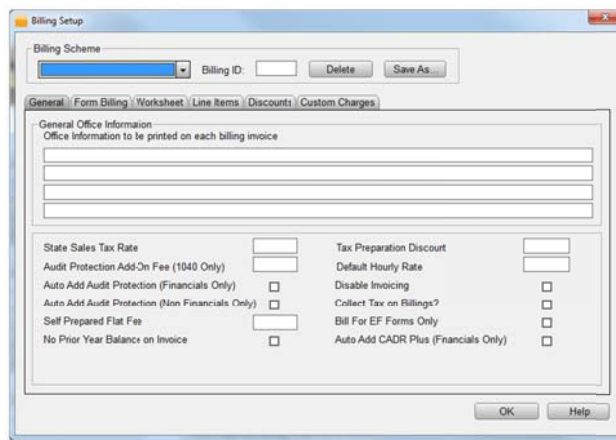 Billing Setup
Billing Scheme
Billing ID: Delete Save As...
General Form Billing Worksheet Line Items Discounts Custom Charges
General Office Information
Office Information to be printed on each billing invoice
State Sales Tax Rate Tax Preparation Discount
Audit Protection Add-On Fee (1040 Only) Default Hourly Rate
Auto Add Audit Protection (Financials Only) Disable Invoicing
Auto Add Audit Protection (Non Financials Only) Collect Tax on Billings?
Self Prepared Flat Fee Bill For EF Forms Only
No Prior Year Balance on Invoice Auto Add CADR Plus (Financials Only)
OK Help